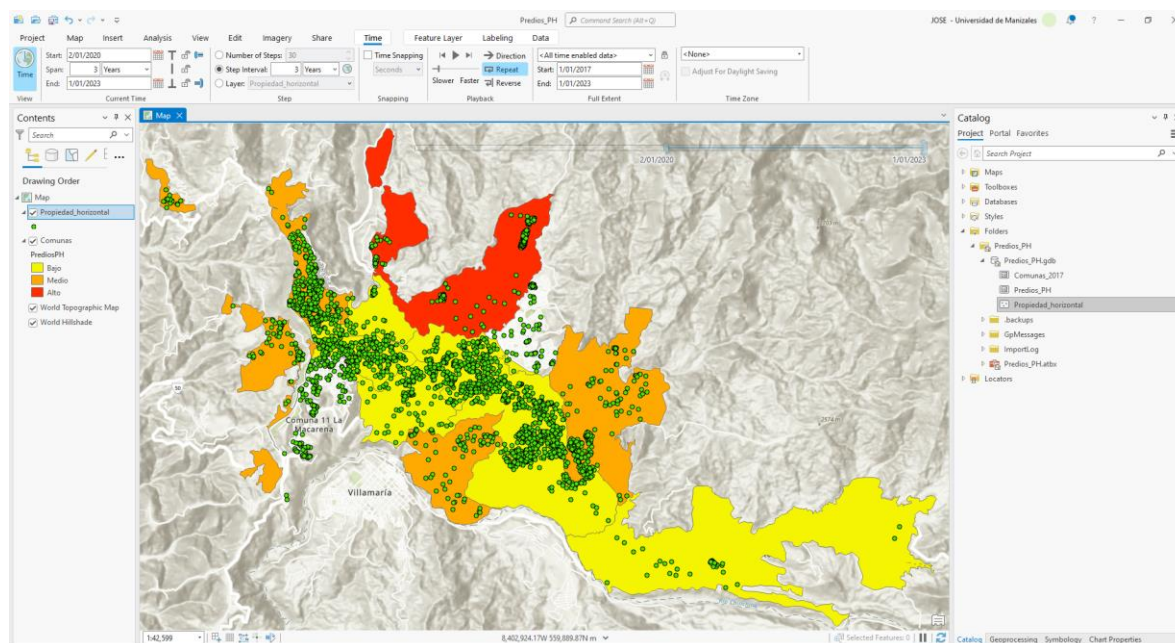 Predios_PH
Command Search (Alt+Q)
JOSE - Universidad de Manizales
?
Project Map Insert Analysis View Edit Imagery Share Time Feature Layer Labeling Data
Start: 2/01/2020
Number of Steps: 30
Time Snapping
Direction
<All time enabled data>
<None>
Time
Span: 3 Years
Step Interval: 3 Years
Seconds
Repeat
Start: 1/01/2017
Adjust For Daylight Saving
End: 1/01/2023
Layer: Propiedad_horizontal
Slower Faster
Reverse
End: 1/01/2023
View Current Time Step Snapping Playback Full Extent Time Zone
Contents
Search
Drawing Order
Map
Propiedad_horizontal
Comunas
PrediosPH
Bajo
Medio
Alto
World Topographic Map
World Hillshade
Map
2/01/2020
1/01/2023
50
Comuna 11 La
Macarena
Villamaría
1:42,599
8,402,924.17W 559,889.87N m
Selected Features: 0
Catalog
Project Portal Favorites
Search Project
Maps
Toolboxes
Databases
Styles
Folders
Predios_PH
Predios_PH.gdb
Comunas_2017
Predios_PH
Propiedad_horizontal
.backups
GpMessages
ImportLog
Predios_PH.atbx
Locators
Catalog Geoprocessing Symbology Chart Properties